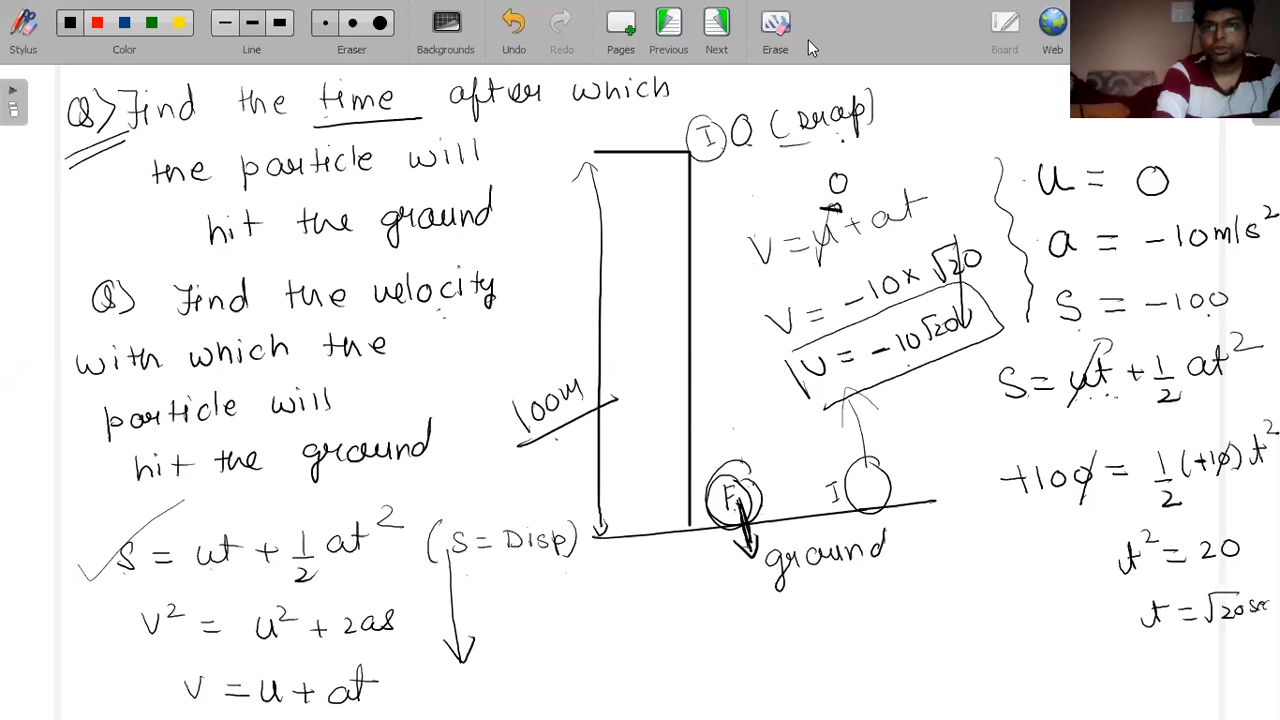 Stylus
Color
Line
Eraser
Backgrounds
Undo
Redo
Pages
Previous
Next
Erase
Board
Web
Q> Find the time after which
the particle will
hit the ground
Q) Find the velocity
with which the
particle will
hit the ground
S = ut + 1/2 at² (S = Disp)
V² = u² + 2as
V = u + at
100m
I (Drop)
0
V = u + at
V = -10 × √20
V = -10√20
F
I
ground
u = 0
a = -10m/s²
S = -100
S = ut + 1/2 at²
+100 = 1/2 (+10) t²
t² = 20
t = √20 sec